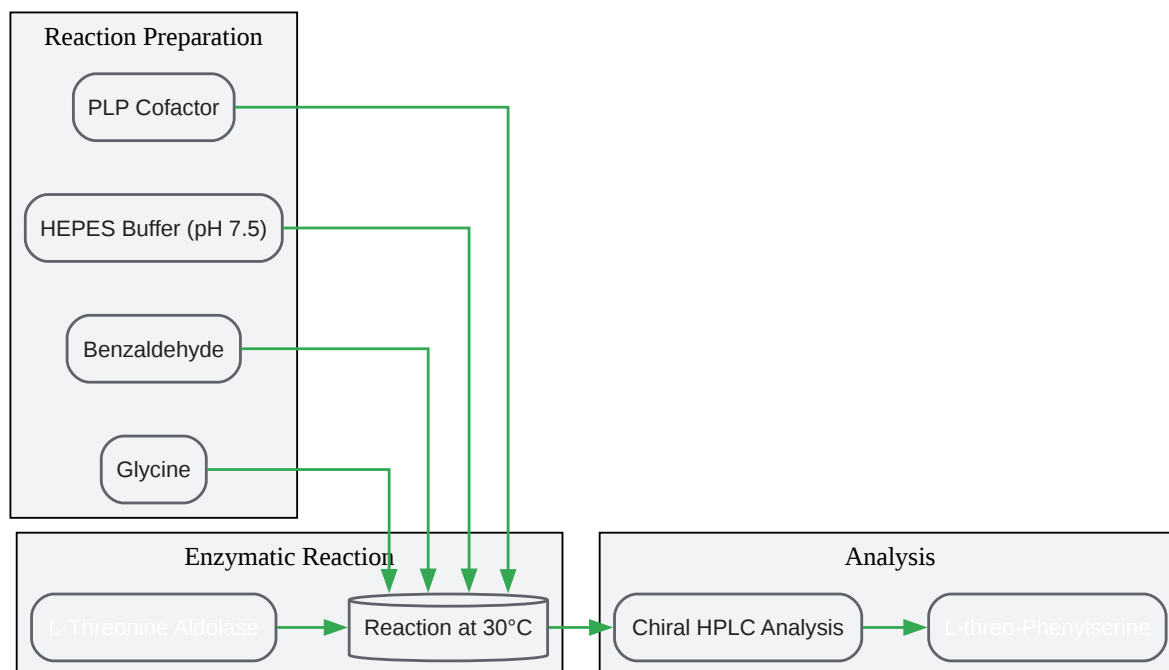 Reaction Preparation
PLP Cofactor
HEPES Buffer (pH 7.5)
Benzaldehyde
Glycine
Enzymatic Reaction
L-Threonine Aldolase
Reaction at 30°C
Analysis
Chiral HPLC Analysis
L-threo-Phenylserine